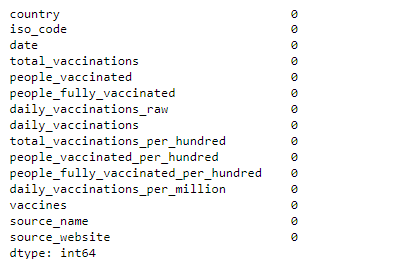 country 0
iso_code 0
date 0
total_vaccinations 0
people_vaccinated 0
people_fully_vaccinated 0
daily_vaccinations_raw 0
daily_vaccinations 0
total_vaccinations_per_hundred 0
people_vaccinated_per_hundred 0
people_fully_vaccinated_per_hundred 0
daily_vaccinations_per_million 0
vaccines 0
source_name 0
source_website 0
dtype: int64